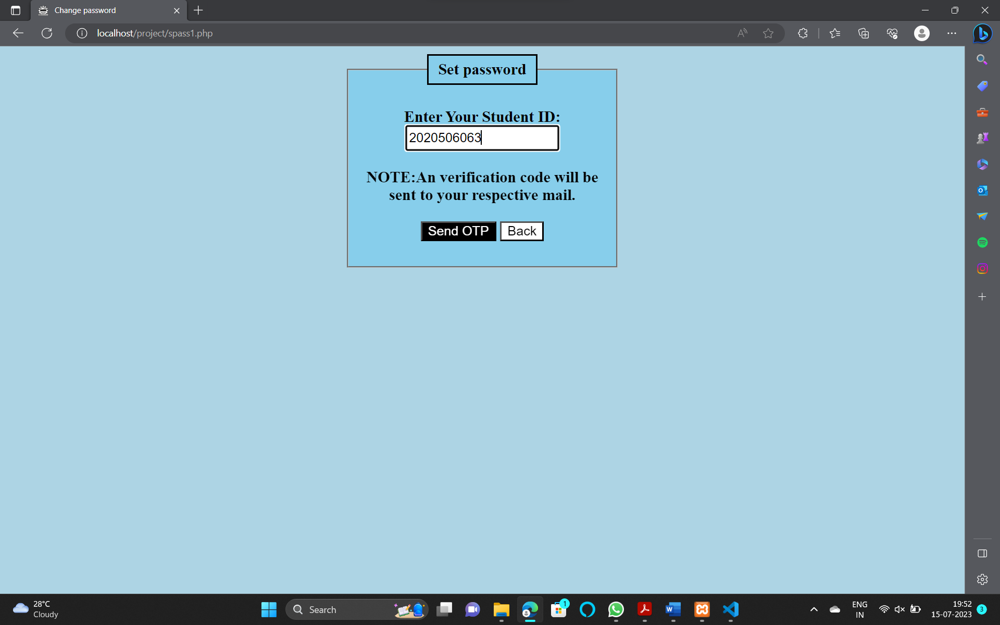 Change password
localhost/project/spass1.php
Set password
Enter Your Student ID:
2020506063
NOTE:An verification code will be
sent to your respective mail.
Send OTP
Back
28°C
Cloudy
Search
1
ENG
IN
19:52
15-07-2023
3